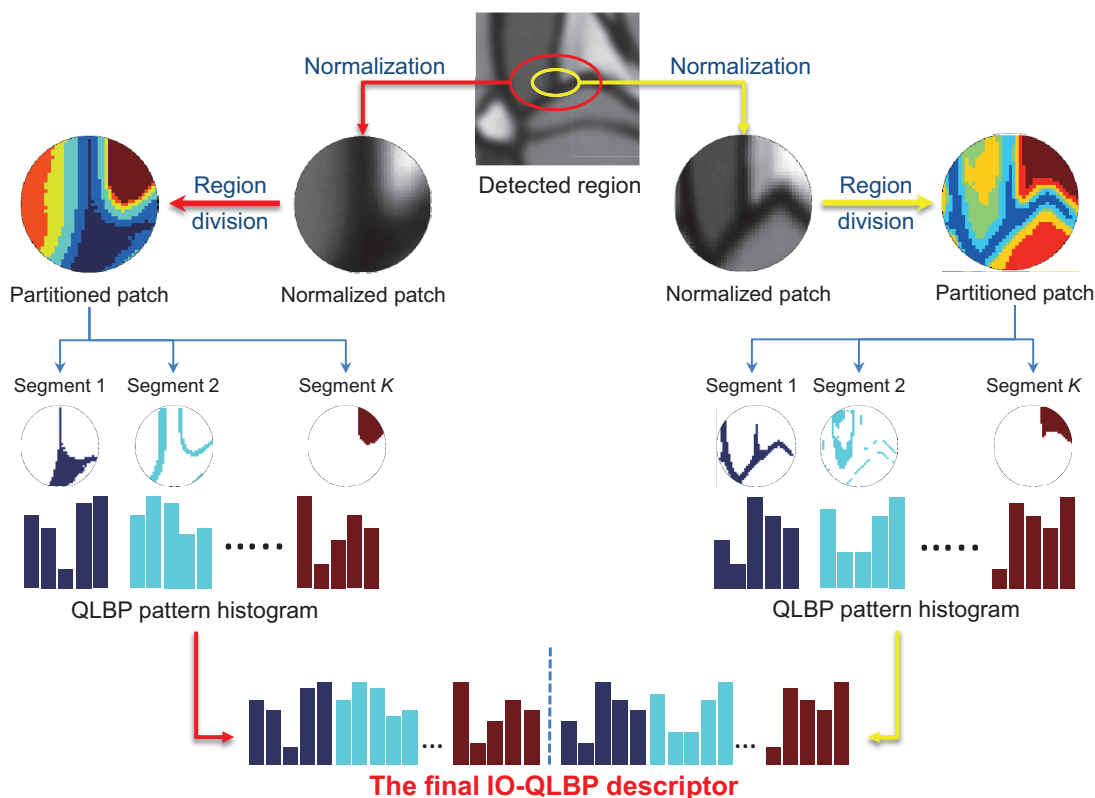 Normalization
Normalization
Detected region
Region
division
Region
division
Partitioned patch
Normalized patch
Normalized patch
Partitioned patch
Segment 1
Segment 2
Segment K
Segment 1
Segment 2
Segment K
QLBP pattern histogram
QLBP pattern histogram
The final IO-QLBP descriptor